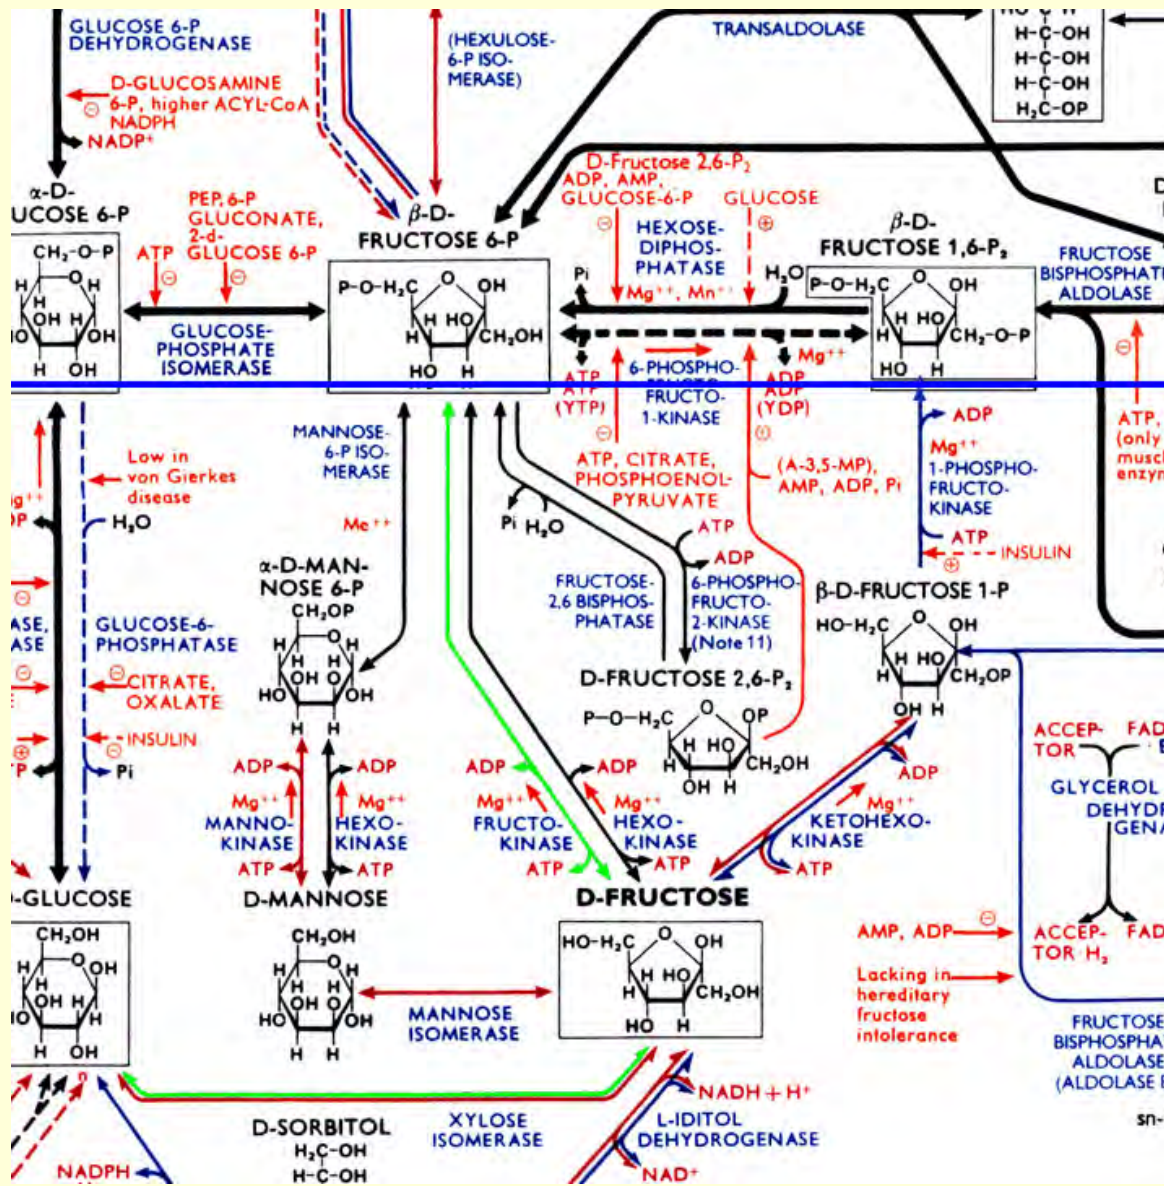 GLUCOSE 6-P
DEHYDROGENASE
D-GLUCOSAMINE
6-P, higher ACYL-CoA
NADPH
NADP+
(HEXULOSE-
6-P ISO-
MERASE)
TRANSALDOLASE
H-C-OH
H-C-OH
H-C-OH
H₂C-OP
α-D-
UCOSE 6-P
CH₂-O-P
PEP, 6-P
GLUCONATE,
2-d-
GLUCOSE 6-P
ATP
GLUCOSE-
PHOSPHATE
ISOMERASE
β-D-
FRUCTOSE 6-P
P-O-H₂C
O
OH
H HO
CH₂OH
HO H
D-Fructose 2,6-P₂
ADP, AMP,
GLUCOSE-6-P
GLUCOSE
HEXOSE-
DIPHOS-
PHATASE
Pi
H₂O
Mg++, Mn++
Mg++
ATP
ATP
(YTP)
6-PHOSPHO-
FRUCTO-
FRUCTO-
1-KINASE
ADP
ADP
(YDP)
ATP, CITRATE,
PHOSPHOENOL-
PYRUVATE
(A-3,5-MP),
AMP, ADP, Pi
β-D-
FRUCTOSE 1,6-P₂
P-O-H₂C
O
OH
H HO
CH₂-O-P
HO H
FRUCTOSE
BISPHOSPHATE
ALDOLASE
ATP,
(only
muscl
enzym
ADP
Mg++
1-PHOSPHO-
FRUCTO-
KINASE
ATP
INSULIN
MANNOSE-
6-P ISO-
MERASE
Me++
Low in
von Gierkes
disease
H₂O
GLUCOSE-6-
PHOSPHATASE
CITRATE,
OXALATE
INSULIN
Pi
α-D-MAN-
NOSE 6-P
CH₂OP
Pi H₂O
ATP
ADP
FRUCTOSE-
2,6 BISPHOS-
PHATASE
6-PHOSPHO-
FRUCTO-
2-KINASE
(Note 11)
D-FRUCTOSE 2,6-P₂
P-O-H₂C
O
OP
H HO
CH₂OH
OH H
β-D-FRUCTOSE 1-P
HO-H₂C
O
OH
H HO
CH₂OP
OH H
ADP
Mg++
MANNO-
KINASE
ATP
ADP
Mg++
HEXO-
KINASE
ATP
ADP
Mg++
FRUCTO-
KINASE
ATP
ADP
Mg++
HEXO-
KINASE
ATP
ADP
Mg++
KETOHEXO-
KINASE
ATP
ACCEP-
TOR
FAD
GLYCEROL
DEHYDR
GENA
ACCEP-
TOR H₂
FAD
-GLUCOSE
CH₂OH
D-MANNOSE
CH₂OH
D-FRUCTOSE
HO-H₂C
O
OH
H HO
CH₂OH
HO H
MANNOSE
ISOMERASE
AMP, ADP
Lacking in
hereditary
fructose
intolerance
FRUCTOSE
BISPHOSPHA
ALDOLASE
(ALDOLASE
sn-
XYLOSE
ISOMERASE
D-SORBITOL
H₂C-OH
H-C-OH
NADH + H+
L-IDITOL
DEHYDROGENASE
NAD+
NADPH